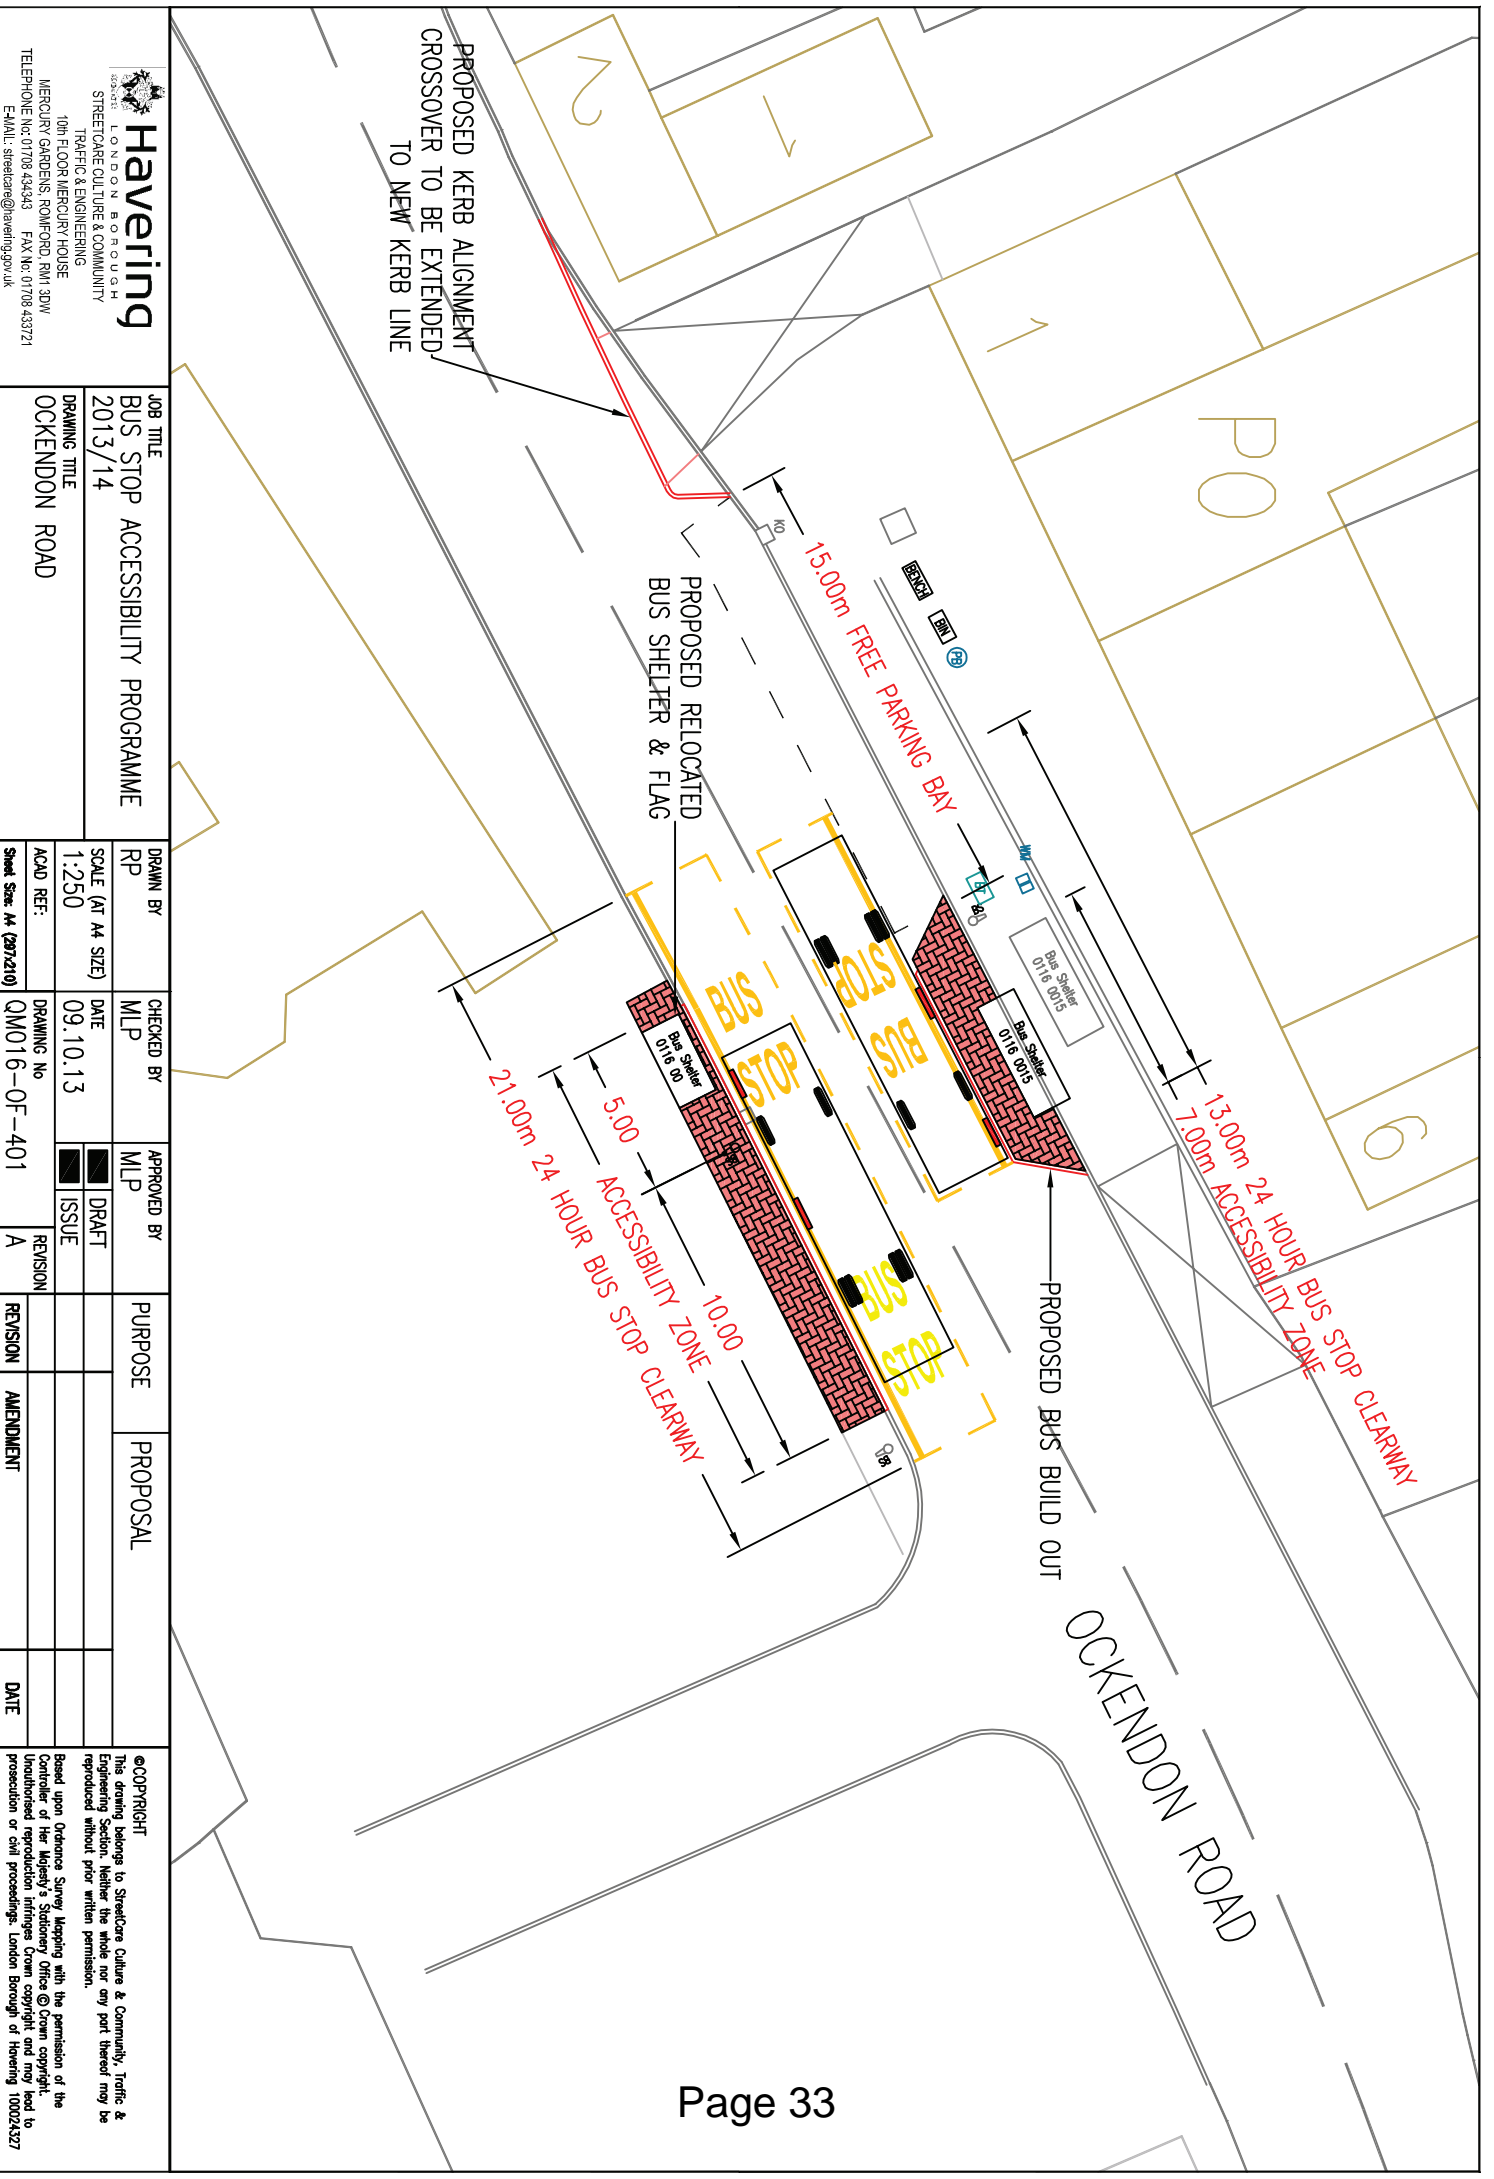 PROPOSED KERB ALIGNMENT
CROSSOVER TO BE EXTENDED
TO NEW KERB LINE
2
1
1
PO
6
KO
BENCH
BIN
PB
15.00m FREE PARKING BAY
WM
Bus Shelter
0116 0015
Bus Shelter
0116 0015
13.00m 24 HOUR BUS STOP CLEARWAY
7.00m ACCESSIBILITY ZONE
PROPOSED RELOCATED
BUS SHELTER & FLAG
BUS
STOP
BUS
STOP
BUS
STOP
Bus Shelter
0116 00
5.00
10.00
ACCESSIBILITY ZONE
21.00m 24 HOUR BUS STOP CLEARWAY
PROPOSED BUS BUILD OUT
OCKENDON ROAD
Havering
LONDON BOROUGH
STREETCARE CULTURE & COMMUNITY
TRAFFIC & ENGINEERING
10th FLOOR MERCURY HOUSE
MERCURY GARDENS, ROMFORD, RM1 3DW
TELEPHONE No: 01708 434343 FAX No: 01708 433721
E-MAIL: streetcare@havering.gov.uk
JOB TITLE
BUS STOP ACCESSIBILITY PROGRAMME
2013/14
DRAWING TITLE
OCKENDON ROAD
DRAWN BY
RP
CHECKED BY
MLP
APPROVED BY
MLP
SCALE (AT A4 SIZE)
1:250
DATE
09.10.13
DRAFT
ISSUE
ACAD REF:
Sheet Size: A4 (297x210)
DRAWING No
QM016-OF-401
REVISION
A
PURPOSE
PROPOSAL
REVISION
AMENDMENT
DATE
©COPYRIGHT
This drawing belongs to StreetCare Culture & Community, Traffic &
Engineering Section. Neither the whole nor any part thereof may be
reproduced without prior written permission.
Based upon Ordnance Survey Mapping with the permission of the
Controller of Her Majesty's Stationery Office © Crown copyright.
Unauthorised reproduction infringes Crown copyright and may lead to
prosecution or civil proceedings. London Borough of Havering 100024327
Page 33